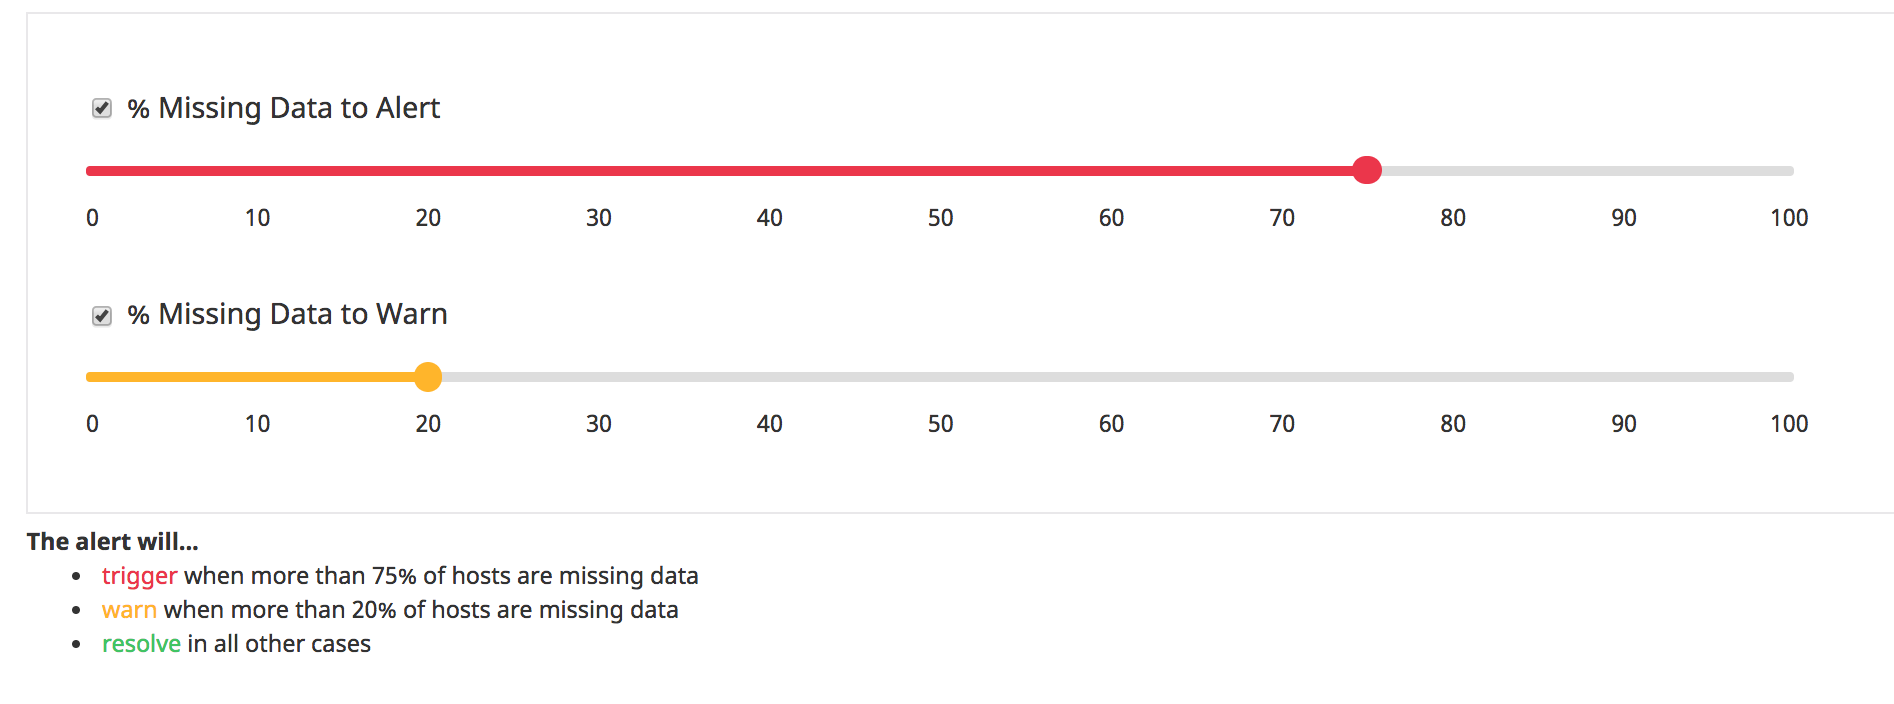 % Missing Data to Alert
0 10 20 30 40 50 60 70 80 90 100
% Missing Data to Warn
0 10 20 30 40 50 60 70 80 90 100
The alert will...
• trigger when more than 75% of hosts are missing data
• warn when more than 20% of hosts are missing data
• resolve in all other cases